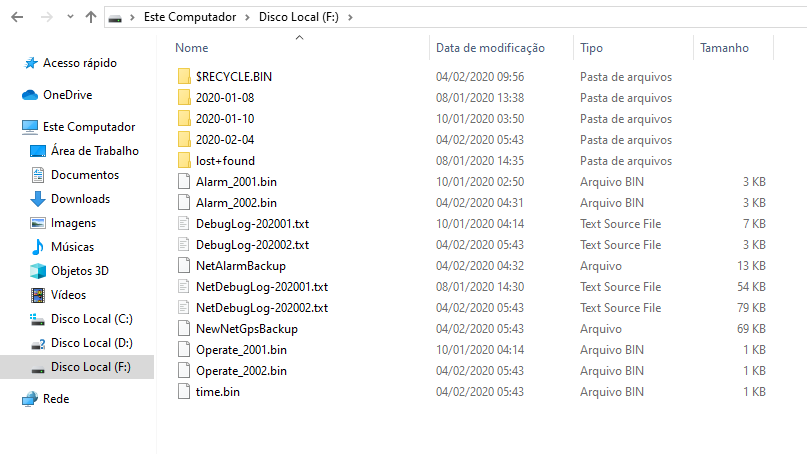 Este Computador > Disco Local (F:) >
Nome Data de modificação Tipo Tamanho
Acesso rápido
OneDrive
Este Computador
Área de Trabalho
Documentos
Downloads
Imagens
Músicas
Objetos 3D
Vídeos
Disco Local (C:)
Disco Local (D:)
Disco Local (F:)
Rede
$RECYCLE.BIN 04/02/2020 09:56 Pasta de arquivos
2020-01-08 08/01/2020 13:38 Pasta de arquivos
2020-01-10 10/01/2020 03:50 Pasta de arquivos
2020-02-04 04/02/2020 05:43 Pasta de arquivos
lost+found 08/01/2020 14:35 Pasta de arquivos
Alarm_2001.bin 10/01/2020 02:50 Arquivo BIN 3 KB
Alarm_2002.bin 04/02/2020 04:31 Arquivo BIN 3 KB
DebugLog-202001.txt 10/01/2020 04:14 Text Source File 7 KB
DebugLog-202002.txt 04/02/2020 05:43 Text Source File 3 KB
NetAlarmBackup 04/02/2020 04:32 Arquivo 13 KB
NetDebugLog-202001.txt 08/01/2020 14:30 Text Source File 54 KB
NetDebugLog-202002.txt 04/02/2020 05:43 Text Source File 79 KB
NewNetGpsBackup 04/02/2020 05:43 Arquivo 69 KB
Operate_2001.bin 10/01/2020 04:14 Arquivo BIN 1 KB
Operate_2002.bin 04/02/2020 05:43 Arquivo BIN 1 KB
time.bin 04/02/2020 05:43 Arquivo BIN 1 KB